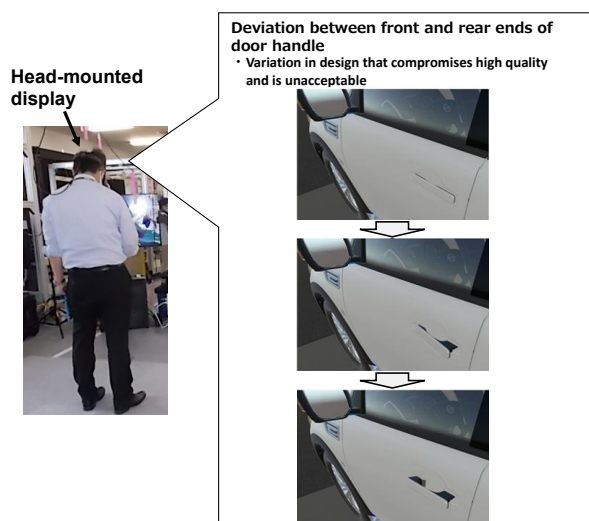 Deviation between front and rear ends of
door handle
・Variation in design that compromises high quality
and is unacceptable
Head-mounted
display